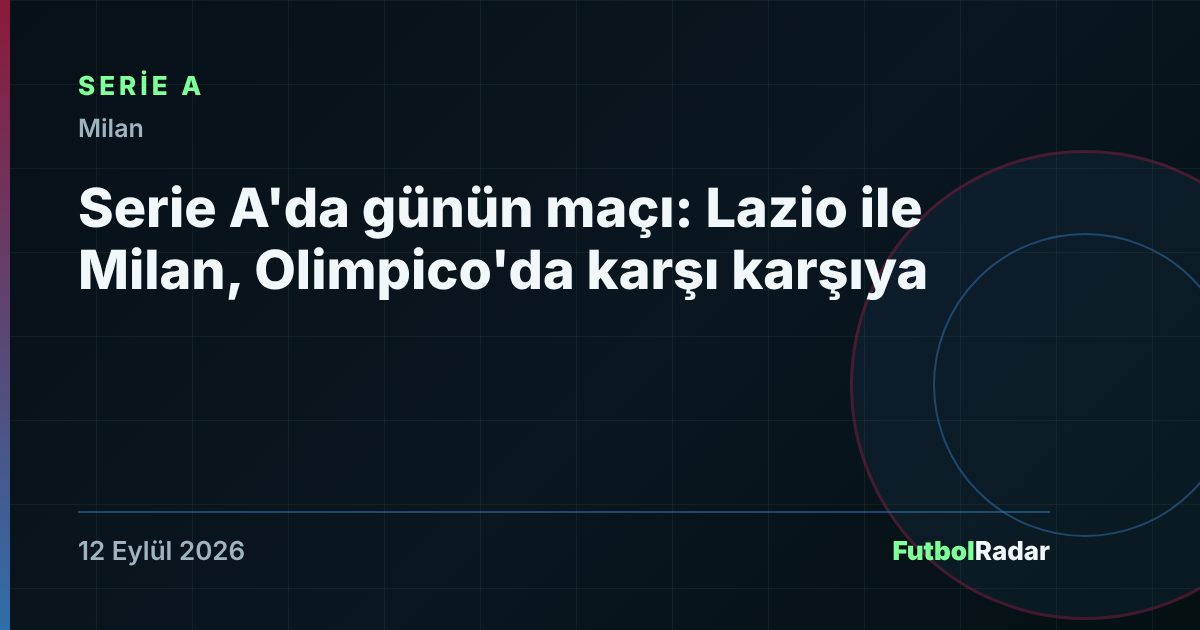 SERİE A
Milan
Serie A'da günün maçı: Lazio ile
Milan, Olimpico'da karşı karşıya
12 Eylül 2026
FutbolRadar